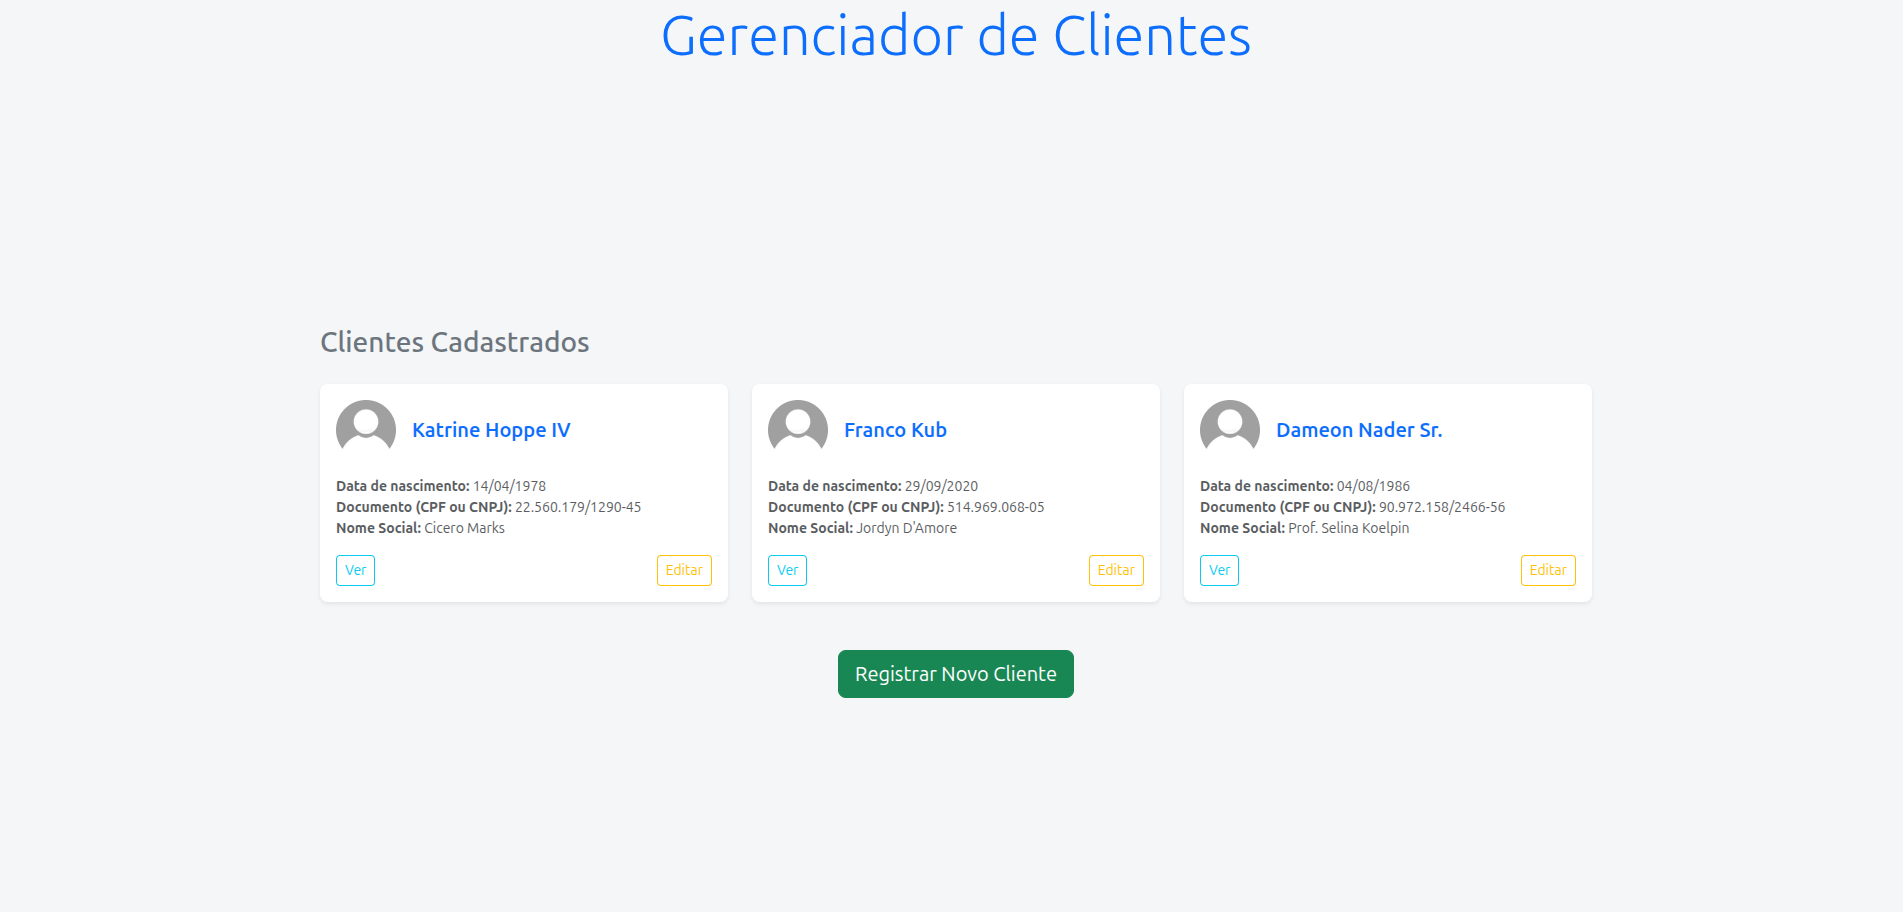 Gerenciador de Clientes
Clientes Cadastrados
Katrine Hoppe IV
Data de nascimento: 14/04/1978
Documento (CPF ou CNPJ): 22.560.179/1290-45
Nome Social: Cicero Marks
Ver
Editar
Franco Kub
Data de nascimento: 29/09/2020
Documento (CPF ou CNPJ): 514.969.068-05
Nome Social: Jordyn D'Amore
Ver
Editar
Dameon Nader Sr.
Data de nascimento: 04/08/1986
Documento (CPF ou CNPJ): 90.972.158/2466-56
Nome Social: Prof. Selina Koelpin
Ver
Editar
Registrar Novo Cliente